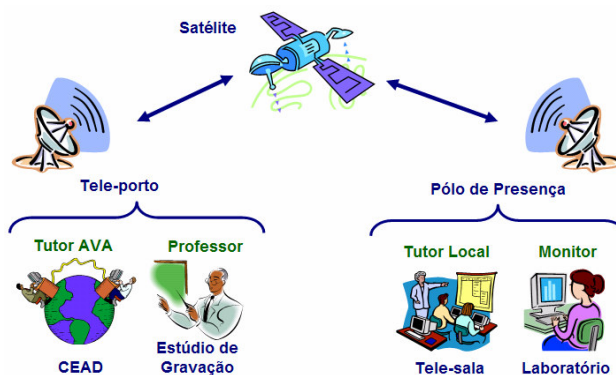 Satélite
Tele-porto
Pólo de Presença
Tutor AVA
Professor
Tutor Local
Monitor
CEAD
Estúdio de
Gravação
Tele-sala
Laboratório